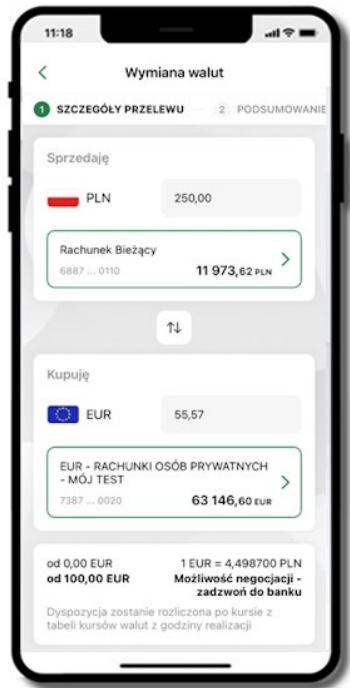 11:18
Wymiana walut
1 SZCZEGÓŁY PRZELEWU 2 PODSUMOWANIE
Sprzedaję
PLN 250,00
Rachunek Bieżący
6887 ... 0110 11 973,62 PLN
Kupuję
EUR 55,57
EUR - RACHUNKI OSÓB PRYWATNYCH
- MÓJ TEST
7387 ... 0020 63 146,60 EUR
od 0,00 EUR 1 EUR = 4,498700 PLN
od 100,00 EUR Możliwość negocjacji -
zadzwoń do banku
Dyspozycja zostanie rozliczona po kursie z
tabeli kursów walut z godziny realizacji